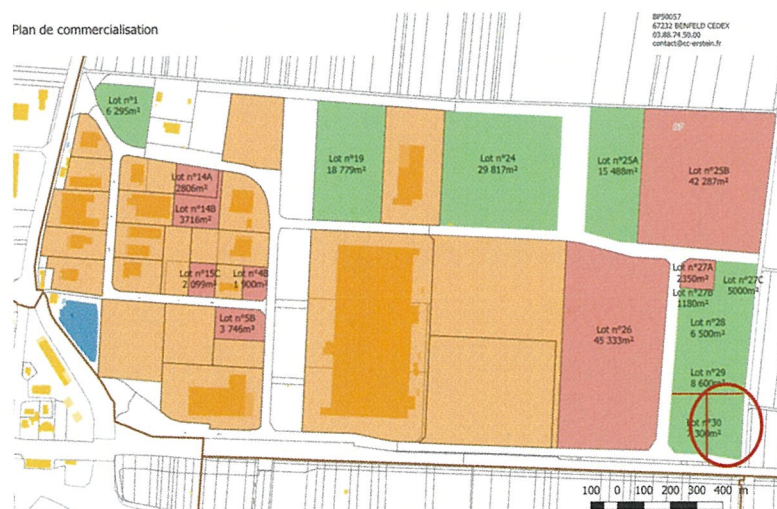 Plan de commercialisation
BP50057
67232 BENFELD CEDEX
03.88.74.50.00
contact@cc-erstein.fr
Lot n°1
6 295m²
Lot n°19
18 779m²
Lot n°24
29 817m²
Lot n°25A
15 488m²
Lot n°25B
42 287m²
Lot n°14A
2806m²
Lot n°14B
3716m²
Lot n°15C
2 099m²
Lot n°4B
1 900m²
Lot n°5B
3 746m²
Lot n°26
45 333m²
Lot n°27A
2350m²
Lot n°27B
1180m²
Lot n°27C
5000m²
Lot n°28
6 500m²
Lot n°29
8 600m²
Lot n°30
7 300m²
100 0 100 200 300 400 m